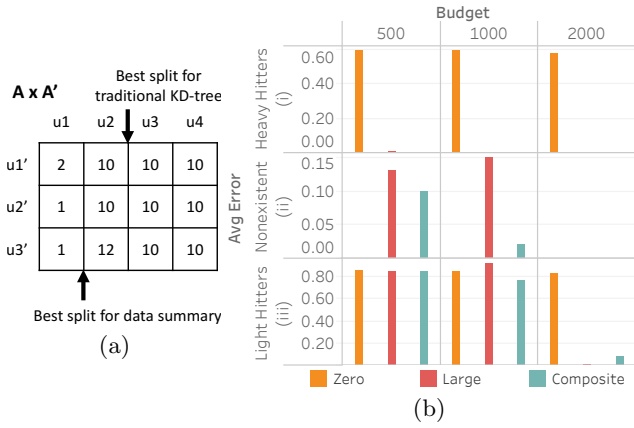 A x A'
Best split for
traditional KD-tree
u1 u2 u3 u4
u1' 2 10 10 10
u2' 1 10 10 10
u3' 1 12 10 10
Best split for data summary
(a)
Budget
500 1000 2000
Avg Error
Heavy Hitters
(i)
0.60
0.40
0.20
0.00
Nonexistent
(ii)
0.15
0.10
0.05
0.00
Light Hitters
(iii)
0.80
0.60
0.40
0.20
Zero Large Composite
(b)